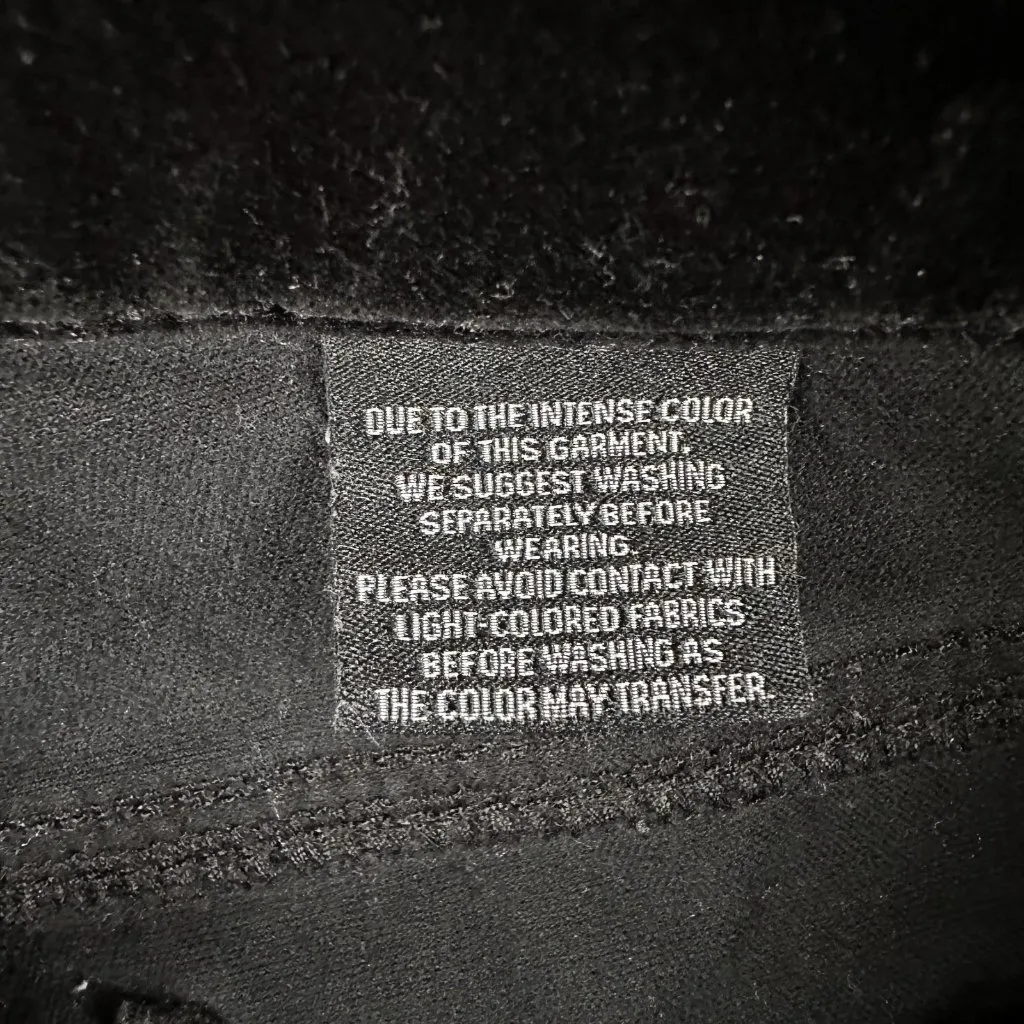 DUE TO THE INTENSE COLOR
OF THIS GARMENT.
WE SUGGEST WASHING
SEPARATELY BEFORE
WEARING.
PLEASE AVOID CONTACT WITH
LIGHT-COLORED FABRICS
BEFORE WASHING AS
THE COLOR MAY TRANSFER.